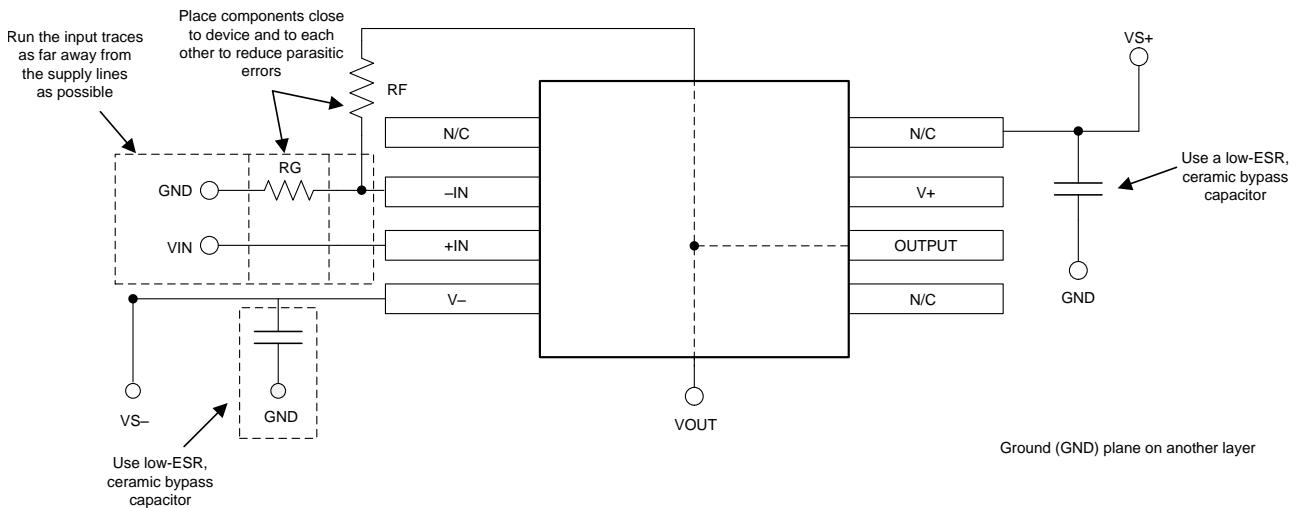 Run the input traces
as far away from
the supply lines
as possible
Place components close
to device and to each
other to reduce parasitic
errors
RF
VS+
N/C
N/C
Use a low-ESR,
ceramic bypass
capacitor
RG
GND
–IN
V+
VIN
+IN
OUTPUT
V–
N/C
GND
VS–
GND
VOUT
Use low-ESR,
ceramic bypass
capacitor
Ground (GND) plane on another layer